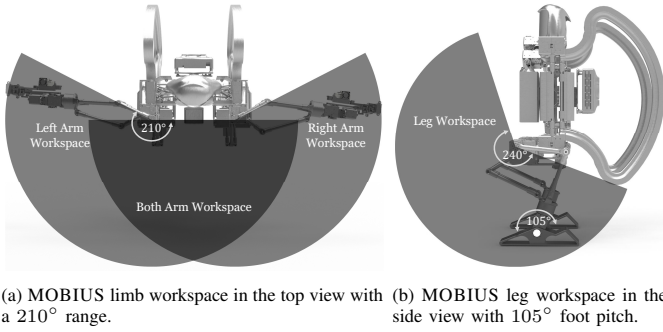 Left Arm
Workspace
210°
Right Arm
Workspace
Both Arm Workspace
Leg Workspace
240°
105°
(a) MOBIUS limb workspace in the top view with
a 210° range.
(b) MOBIUS leg workspace in the
side view with 105° foot pitch.